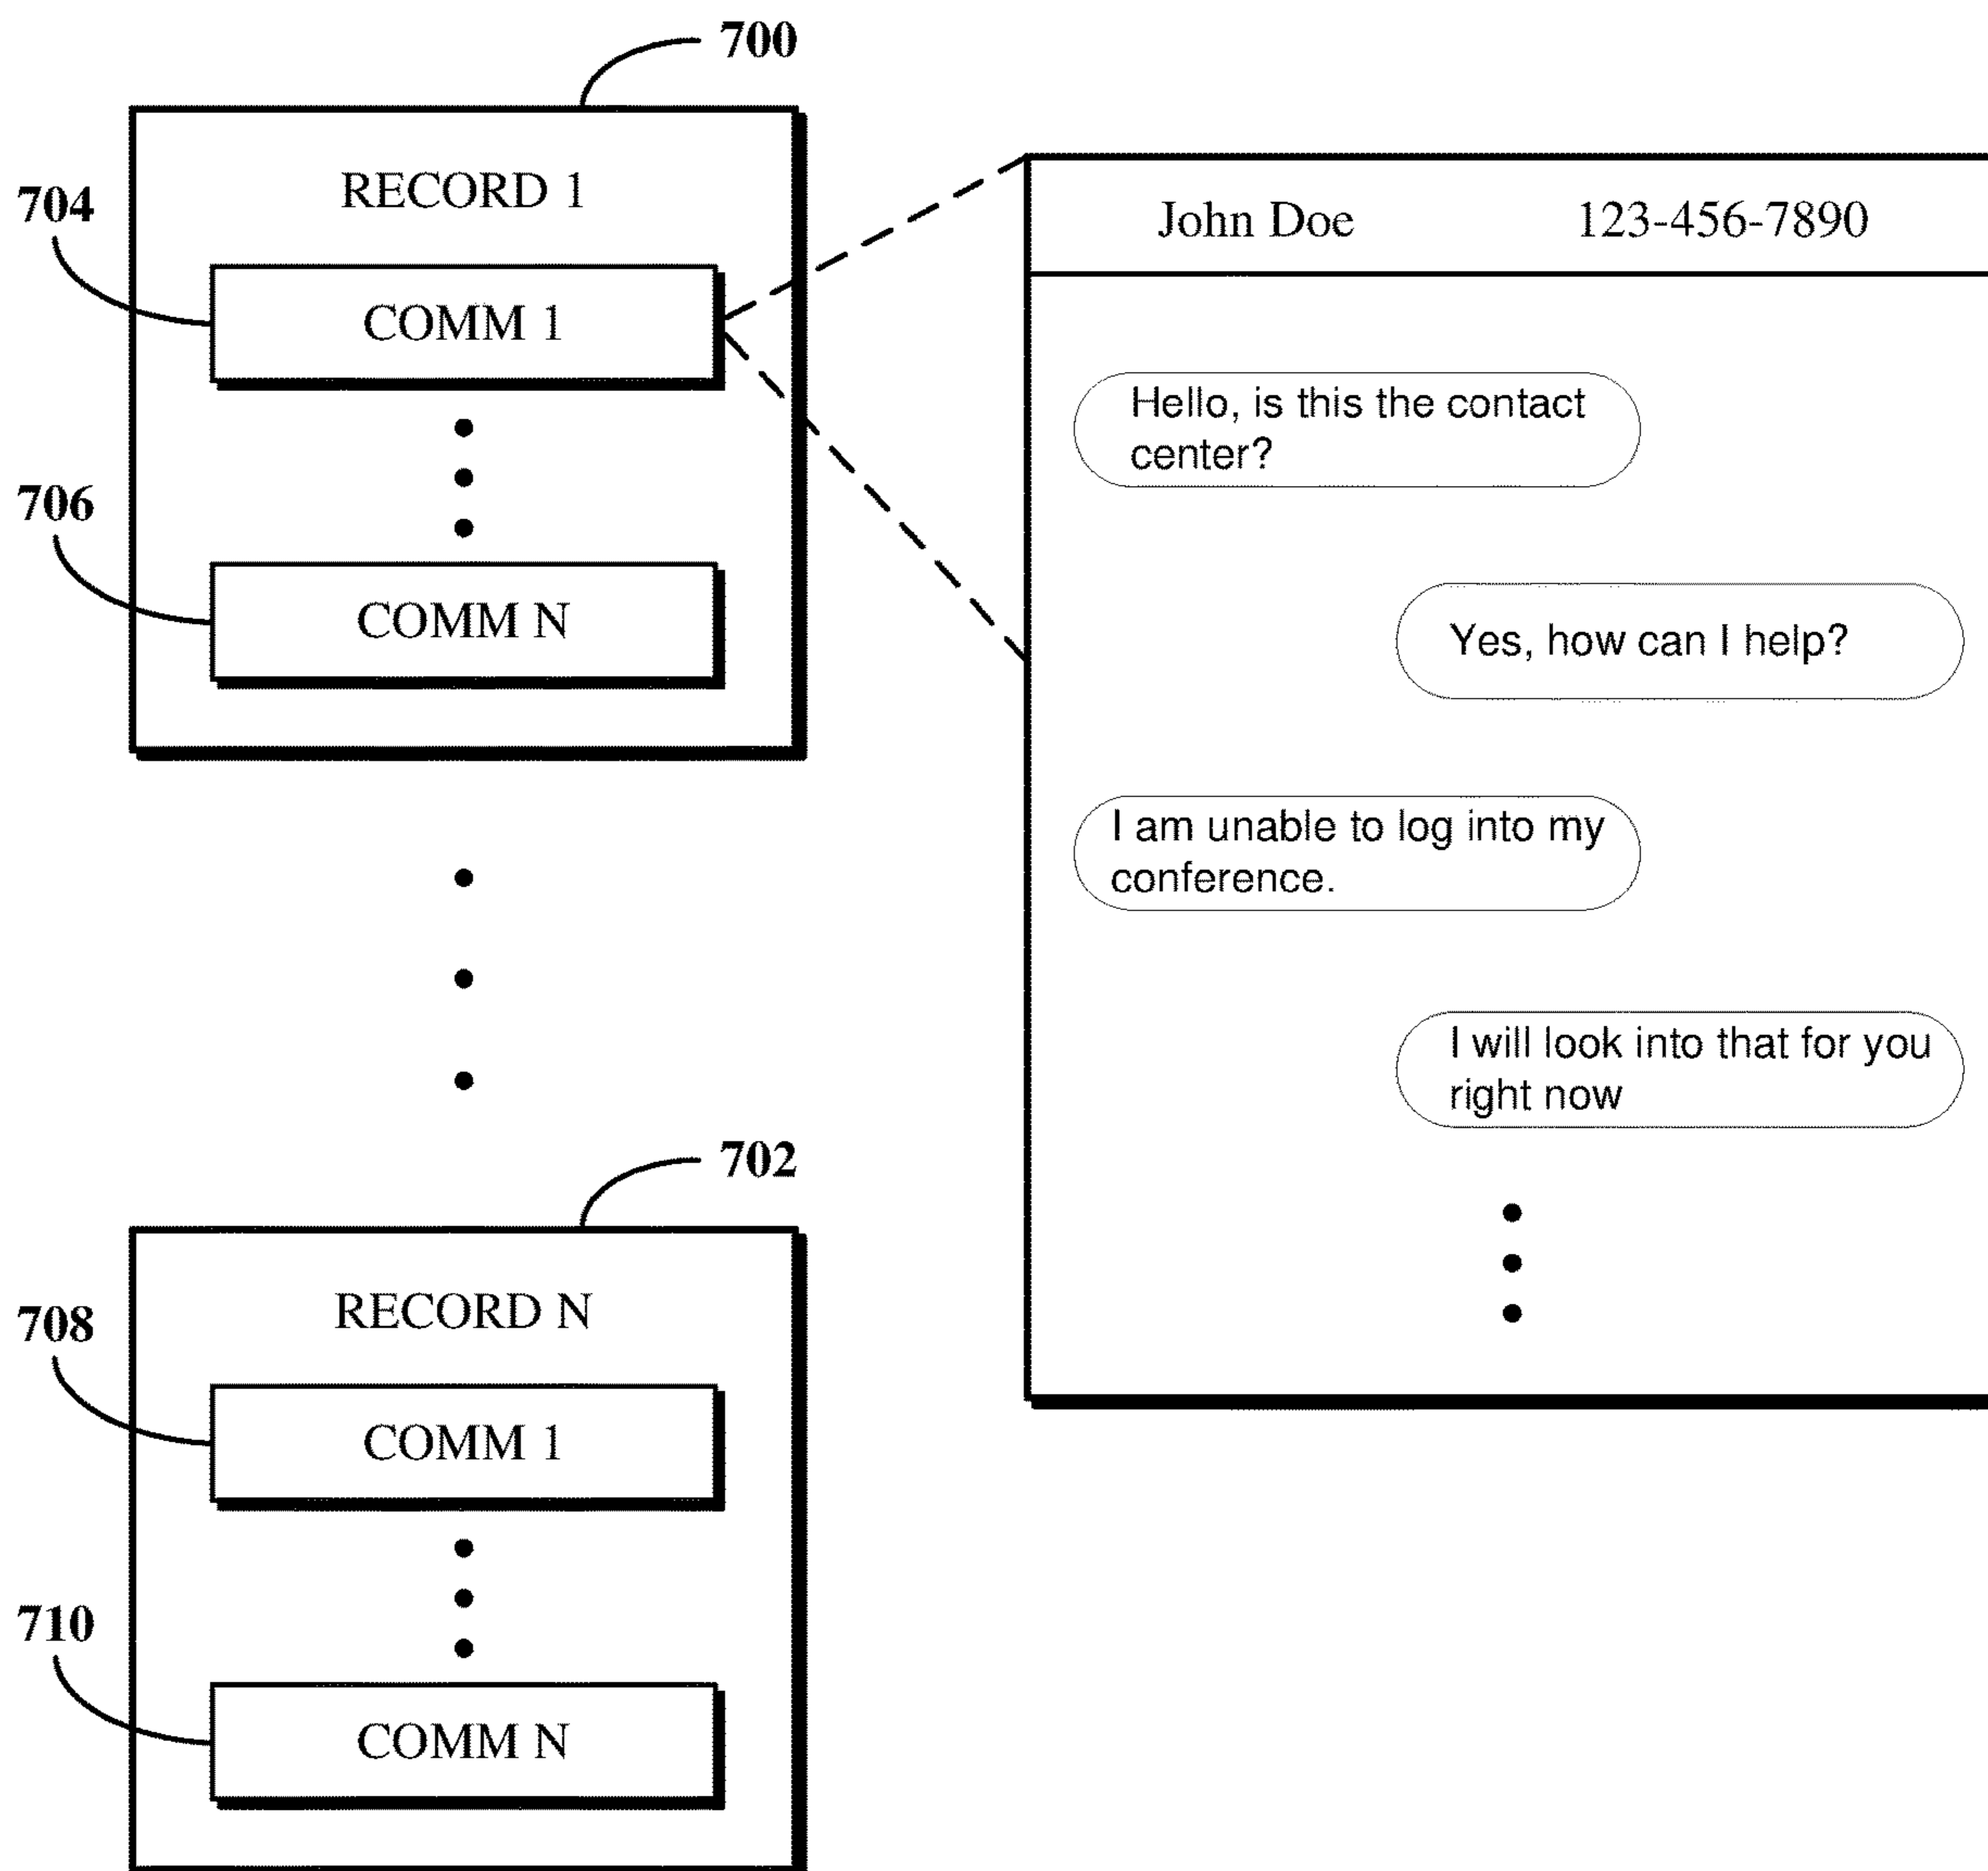 700
RECORD 1
704
COMM 1
706
COMM N
John Doe 123-456-7890
Hello, is this the contact
center?
Yes, how can I help?
I am unable to log into my
conference.
I will look into that for you
right now
702
RECORD N
708
COMM 1
710
COMM N